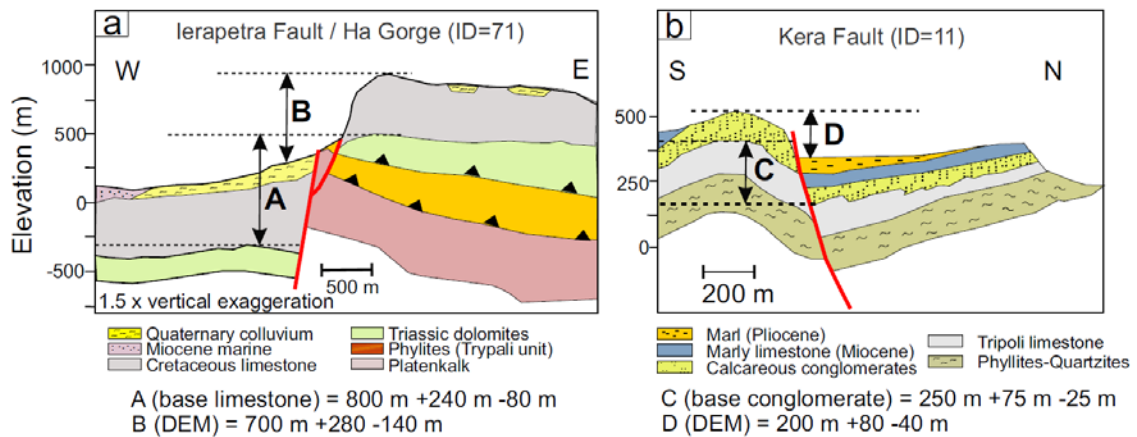 a
Ierapetra Fault / Ha Gorge (ID=71)
W
E
Elevation (m)
1000
500
0
-500
B
A
500 m
1.5 x vertical exaggeration
Quaternary colluvium
Miocene marine
Cretaceous limestone
Triassic dolomites
Phylites (Trypali unit)
Platenkalk
A (base limestone) = 800 m +240 m -80 m
B (DEM) = 700 m +280 -140 m
b
Kera Fault (ID=11)
S
N
500
250
0
D
C
200 m
Marl (Pliocene)
Marly limestone (Miocene)
Calcareous conglomerates
Tripoli limestone
Phyllites-Quartzites
C (base conglomerate) = 250 m +75 m -25 m
D (DEM) = 200 m +80 -40 m